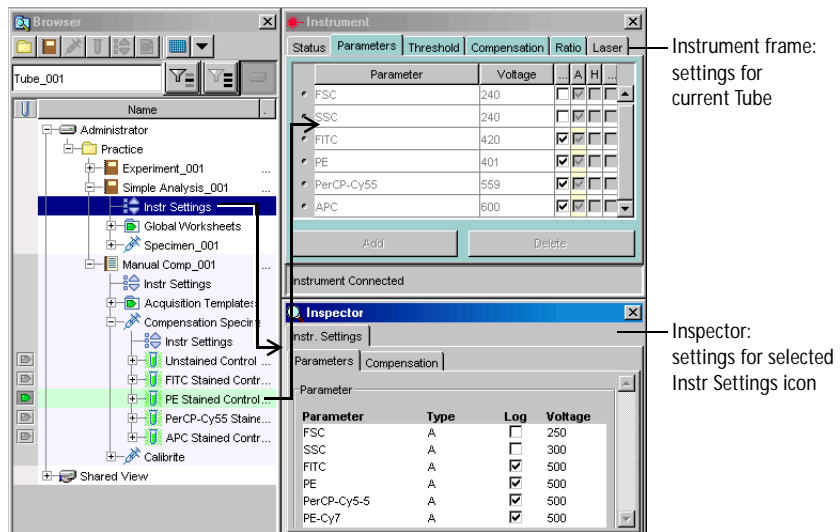 Browser
Tube_001
Name
.
Administrator
Practice
Experiment_001 ...
Simple Analysis_001 ...
Instr Settings
Global Worksheets
Specimen_001
Manual Comp_001 ...
Instr Settings
Acquisition Templates
Compensation Specim
Instr Settings
Unstained Control ...
FITC Stained Contr...
PE Stained Control...
PerCP-Cy55 Staine...
APC Stained Contr...
Calibrite
Shared View
Instrument
Status Parameters Threshold Compensation Ratio Laser
Parameter Voltage ... A H ...
FSC 240
SSC 240
FITC 420
PE 401
PerCP-Cy55 559
APC 600
Add Delete
Instrument Connected
Inspector
Instr. Settings
Parameters Compensation
Parameter
Parameter Type Log Voltage
FSC A 250
SSC A 300
FITC A 500
PE A 500
PerCP-Cy5-5 A 500
PE-Cy7 A 500
Instrument frame:
settings for
current Tube
Inspector:
settings for selected
Instr Settings icon